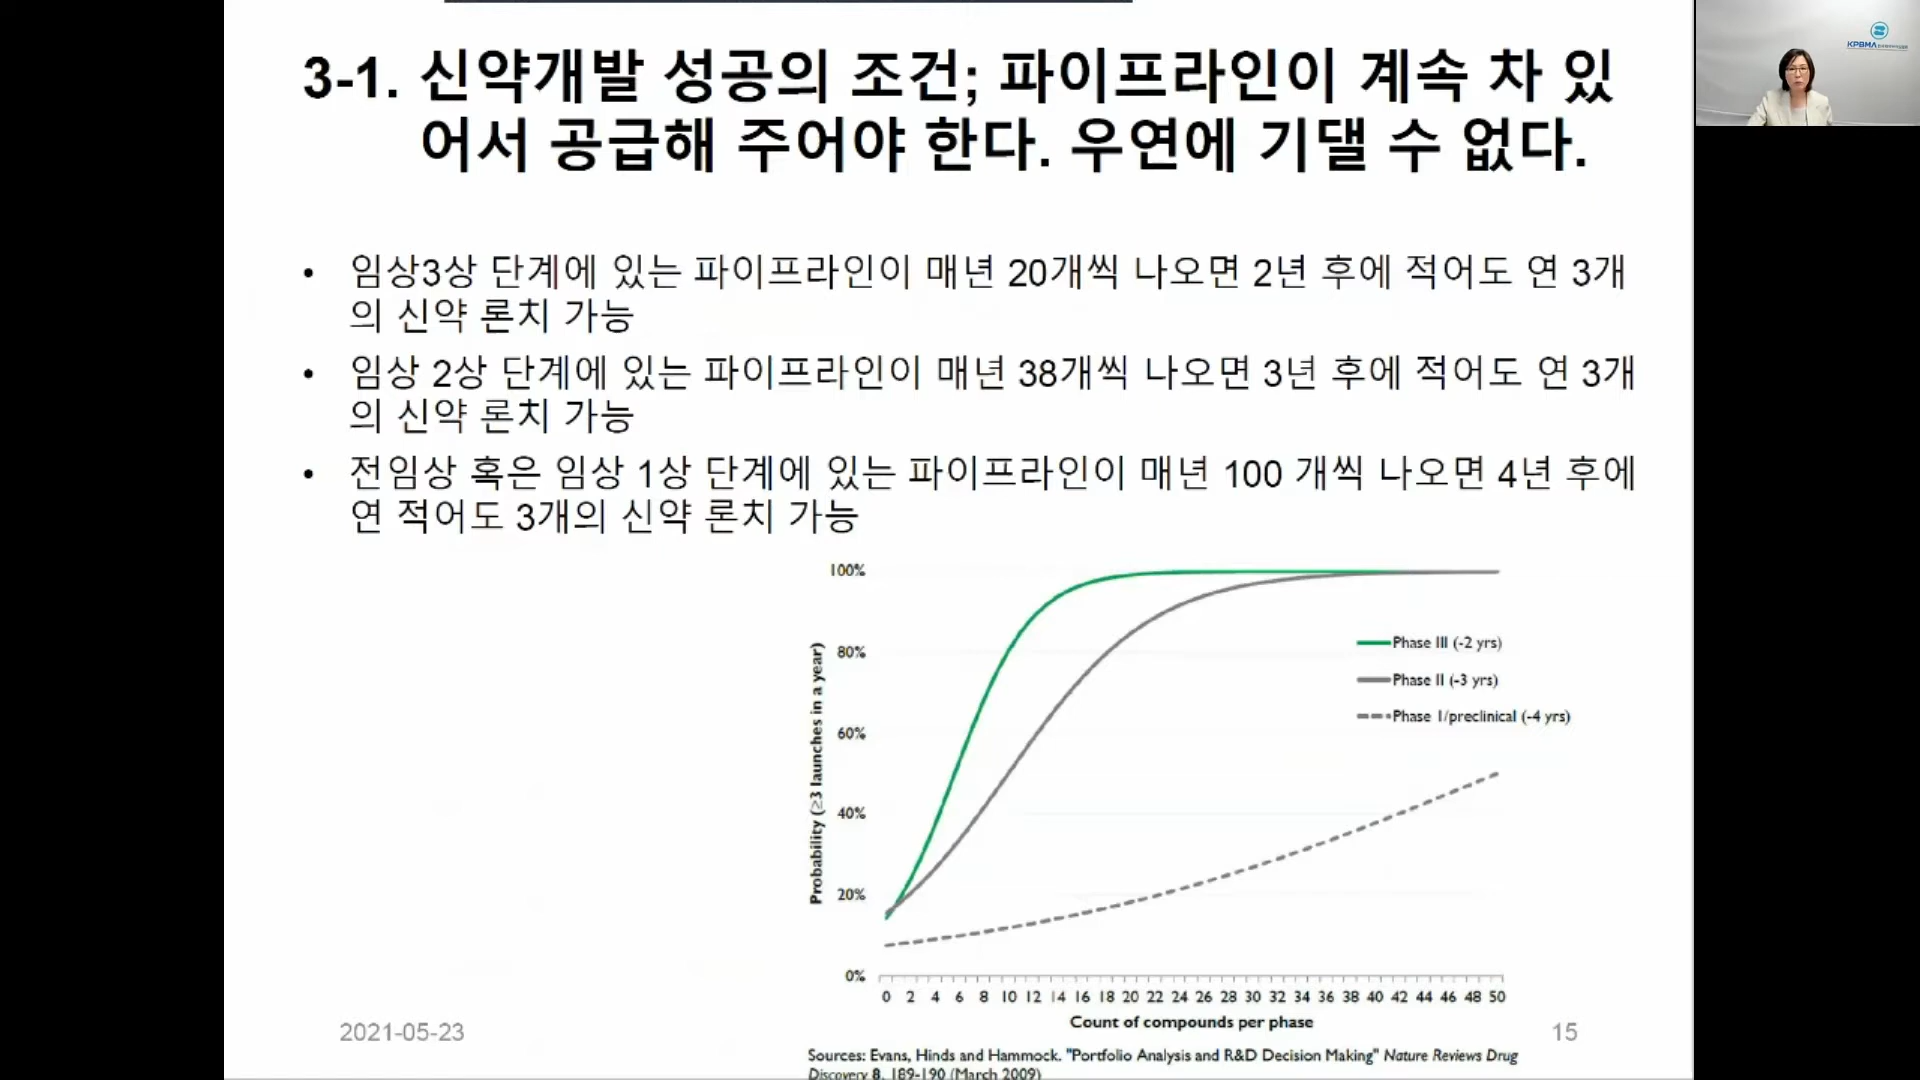 3-1. 신약개발 성공의 조건; 파이프라인이 계속 차 있
어서 공급해 주어야 한다. 우연에 기댈 수 없다.
• 임상3상 단계에 있는 파이프라인이 매년 20개씩 나오면 2년 후에 적어도 연 3개
의 신약 론치 가능
• 임상 2상 단계에 있는 파이프라인이 매년 38개씩 나오면 3년 후에 적어도 연 3개
의 신약 론치 가능
• 전임상 혹은 임상 1상 단계에 있는 파이프라인이 매년 100 개씩 나오면 4년 후에
연 적어도 3개의 신약 론치 가능
Probability (≥3 launches in a year)
100%
80%
60%
40%
20%
0%
Phase III (-2 yrs)
Phase II (-3 yrs)
Phase 1/preclinical (-4 yrs)
0 2 4 6 8 10 12 14 16 18 20 22 24 26 28 30 32 34 36 38 40 42 44 46 48 50
Count of compounds per phase
2021-05-23
15
Sources: Evans, Hinds and Hammock. "Portfolio Analysis and R&D Decision Making" Nature Reviews Drug
Discovery 8, 189-190 (March 2009)
KPBMA